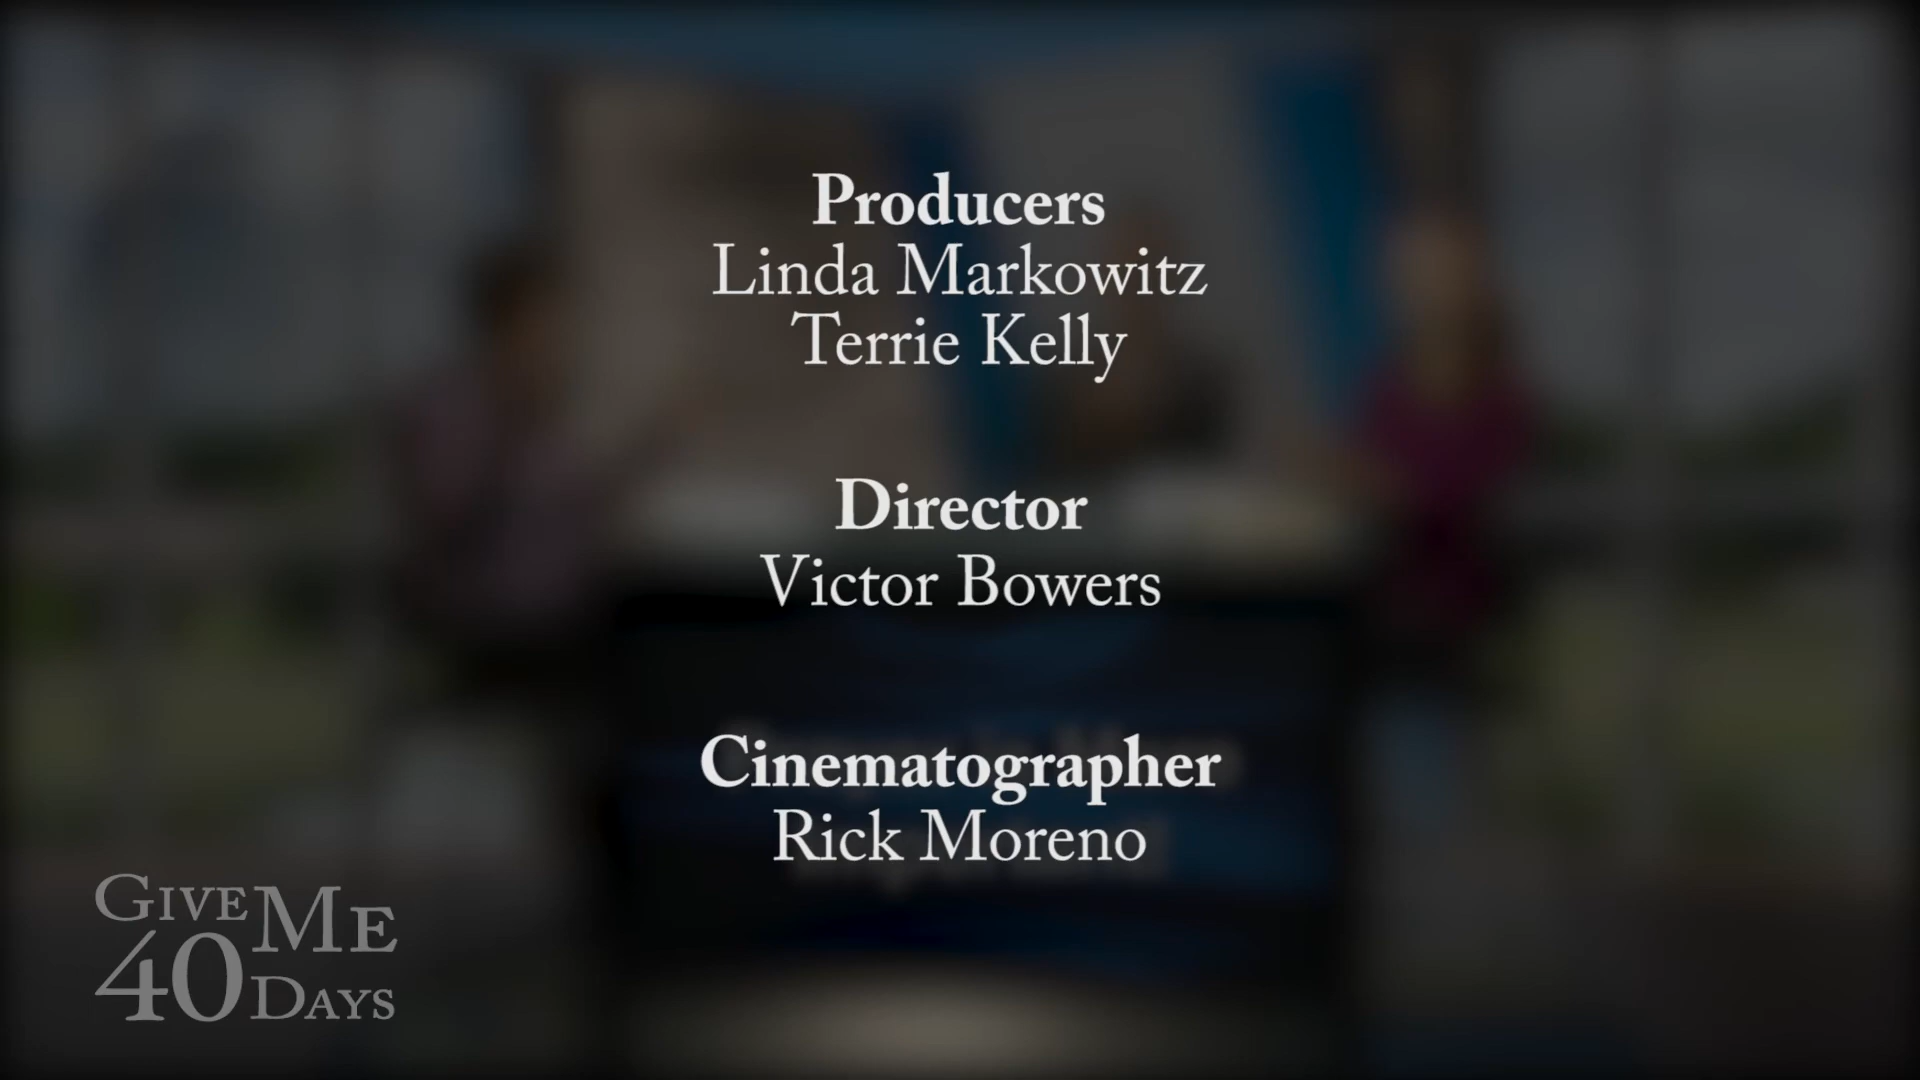 Producers
Linda Markowitz
Terrie Kelly
Director
Victor Bowers
Cinematographer
Rick Moreno
GIVE ME
40 DAYS